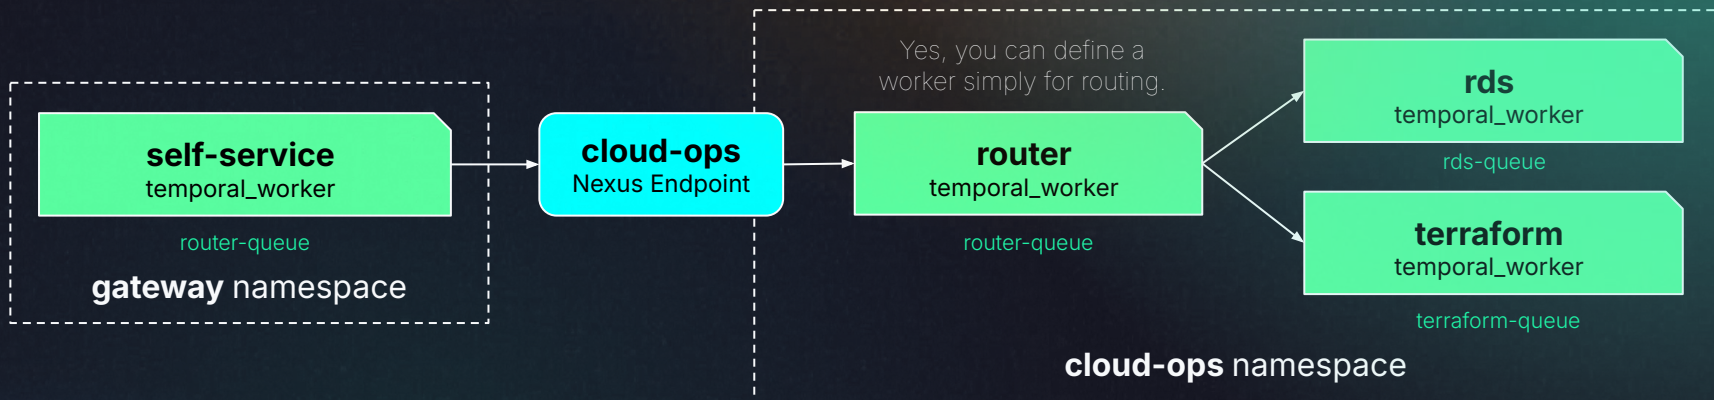 self-service
temporal_worker
router-queue
gateway namespace
cloud-ops
Nexus Endpoint
Yes, you can define a
worker simply for routing.
router
temporal_worker
router-queue
rds
temporal_worker
rds-queue
terraform
temporal_worker
terraform-queue
cloud-ops namespace